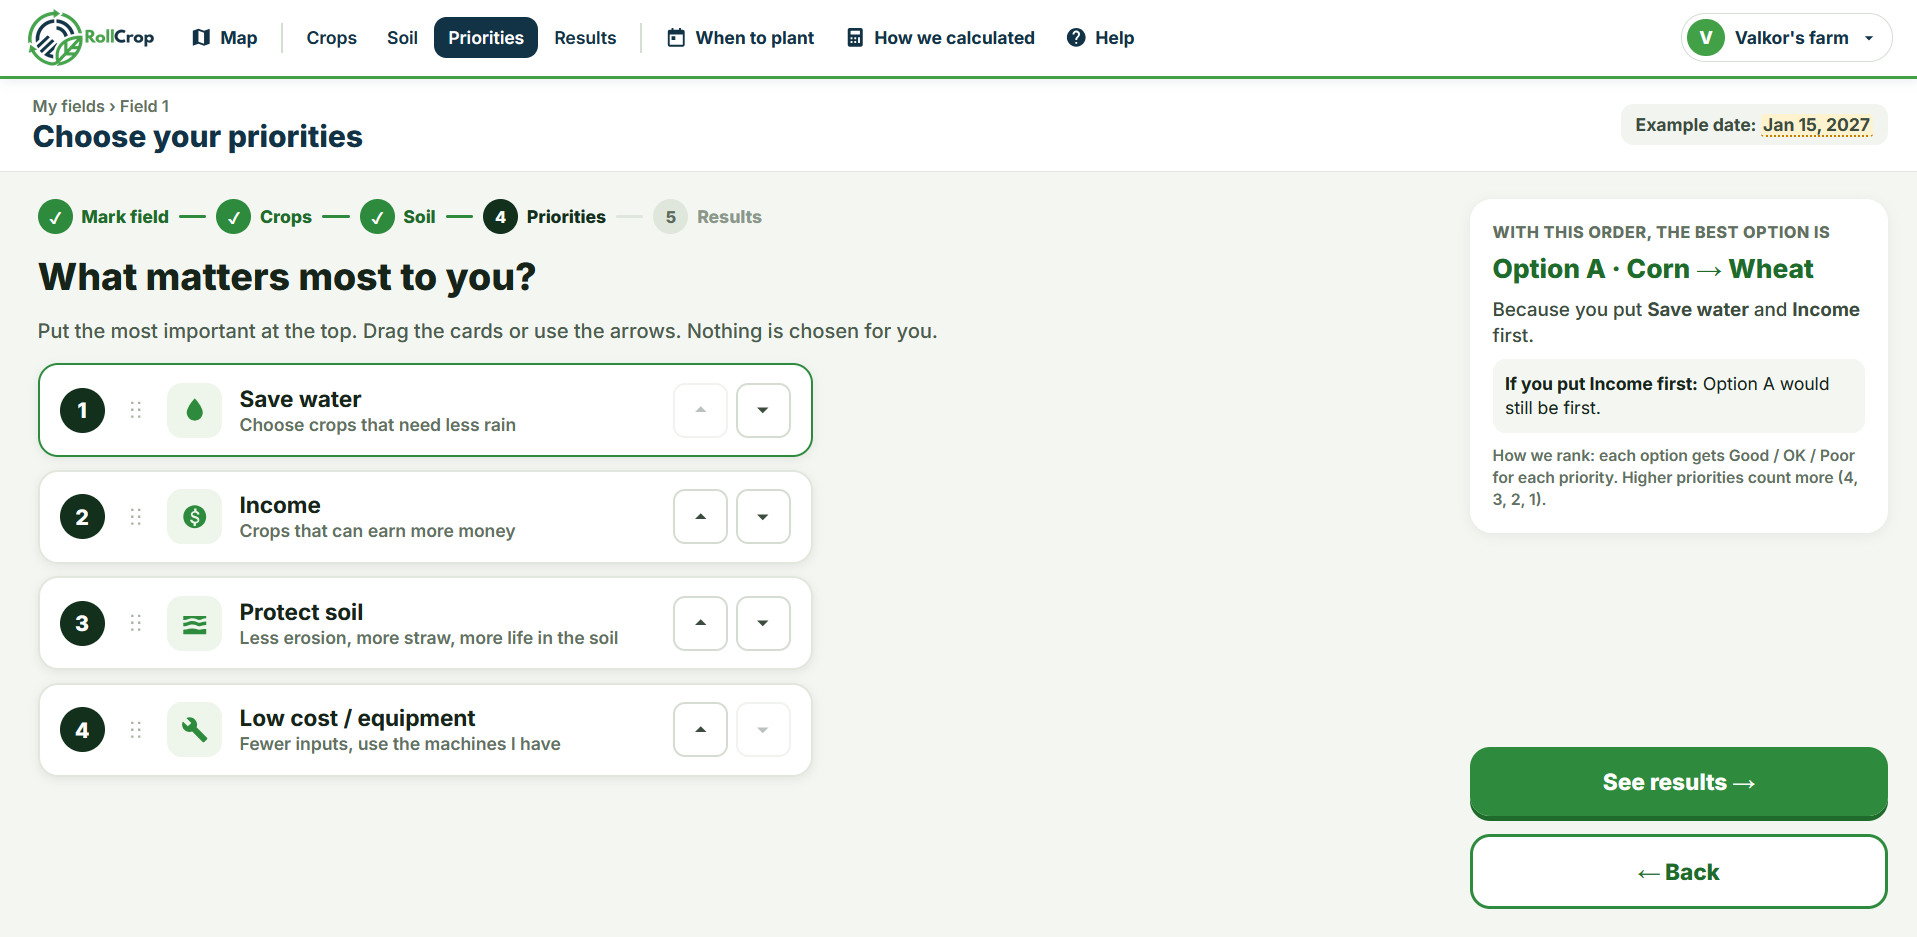 RollCrop
Map
Crops
Soil
Priorities
Results
When to plant
How we calculated
Help
V
Valkor's farm
My fields › Field 1
Choose your priorities
Example date: Jan 15, 2027
✓ Mark field
✓ Crops
✓ Soil
4 Priorities
5 Results
What matters most to you?
Put the most important at the top. Drag the cards or use the arrows. Nothing is chosen for you.
1
Save water
Choose crops that need less rain
2
Income
Crops that can earn more money
3
Protect soil
Less erosion, more straw, more life in the soil
4
Low cost / equipment
Fewer inputs, use the machines I have
WITH THIS ORDER, THE BEST OPTION IS
Option A · Corn → Wheat
Because you put Save water and Income
first.
If you put Income first: Option A would
still be first.
How we rank: each option gets Good / OK / Poor
for each priority. Higher priorities count more (4,
3, 2, 1).
See results →
← Back